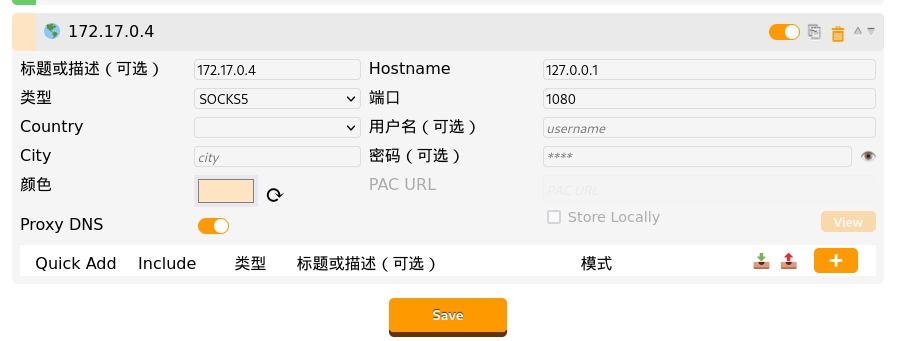 172.17.0.4
标题或描述（可选） 172.17.0.4 Hostname 127.0.0.1
类型 SOCKS5 端口 1080
Country 用户名（可选） username
City city 密码（可选） ****
颜色 PAC URL PAC URL
Store Locally View
Proxy DNS
Quick Add Include 类型 标题或描述（可选） 模式
Save